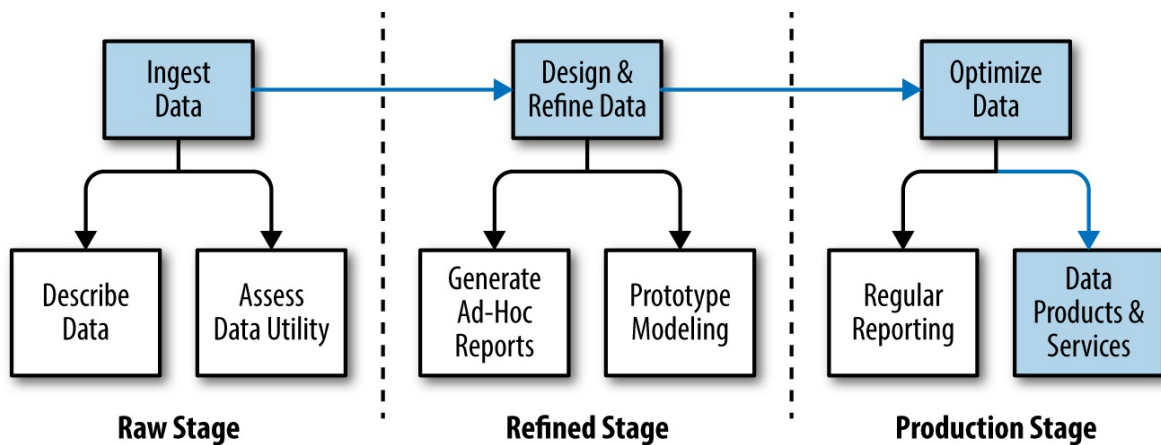 Ingest
Data
Design &
Refine Data
Optimize
Data
Describe
Data
Assess
Data Utility
Generate
Ad-Hoc
Reports
Prototype
Modeling
Regular
Reporting
Data
Products &
Services
Raw Stage
Refined Stage
Production Stage